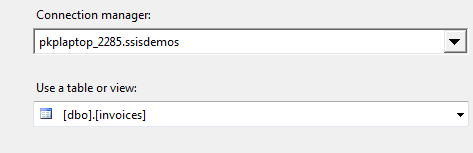 Connection manager:
pkplaptop_2285.ssisdemos
Use a table or view:
[dbo].[invoices]